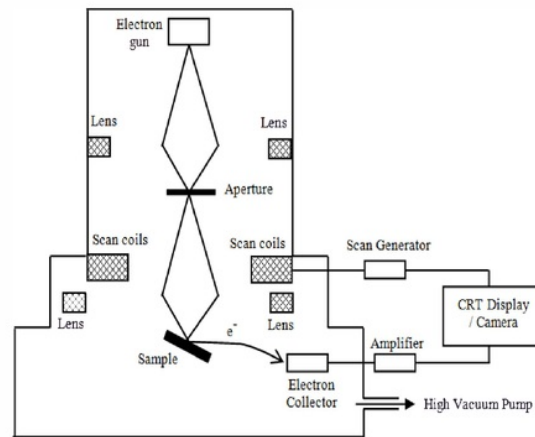 Electron
gun
Lens
Lens
Aperture
Scan coils
Scan coils
Scan Generator
CRT Display
/ Camera
Lens
Lens
e⁻
Sample
Amplifier
Electron
Collector
High Vacuum Pump